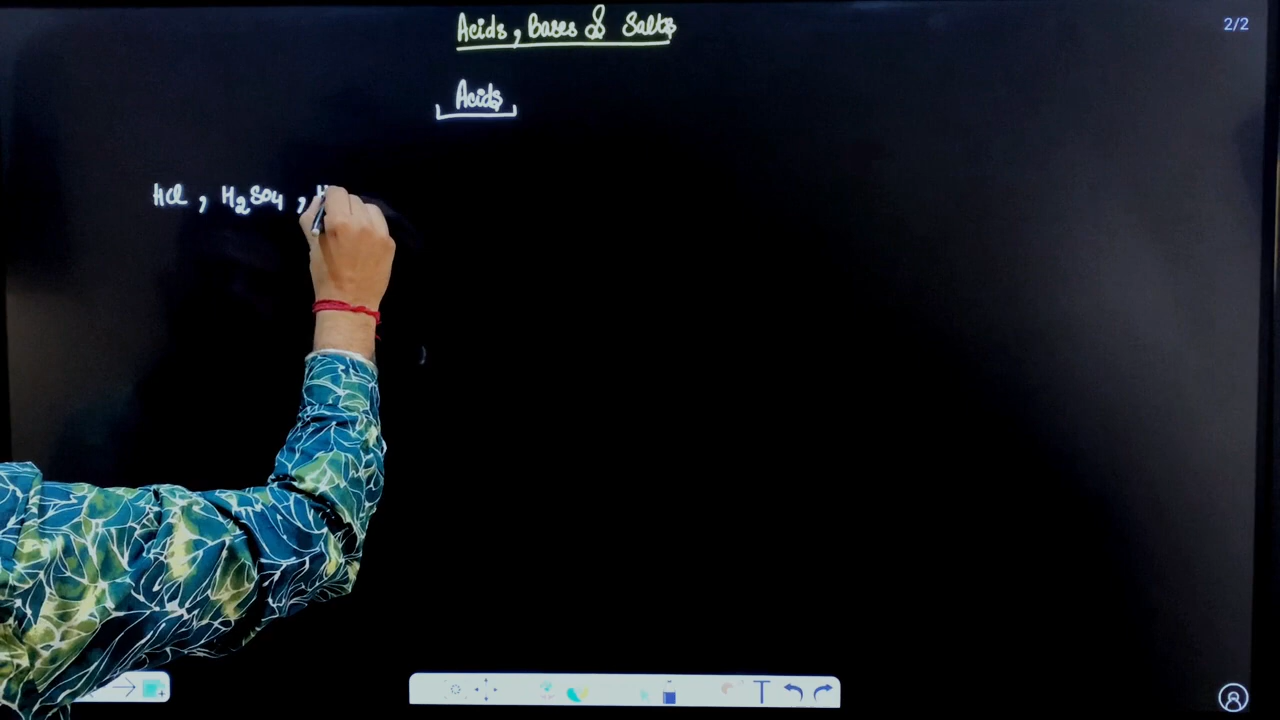 Acids, Bases & Salts
2/2
Acids
HCl, H2SO4, H
T